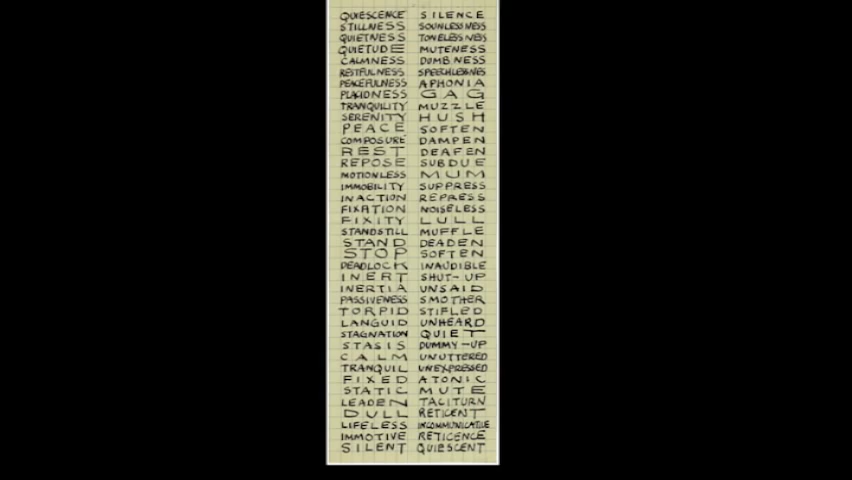 QUIESCENCE
STILLNESS
QUIETNESS
QUIETUDE
CALMNESS
RESTFULNESS
PEACEFULNESS
PLACIDNESS
TRANQUILITY
SERENITY
PEACE
COMPOSURE
REST
REPOSE
MOTIONLESS
IMMOBILITY
INACTION
FIXATION
FIXITY
STANDSTILL
STAND
STOP
DEADLOCK
INERT
INERTIA
PASSIVENESS
TORPID
LANGUID
STAGNATION
STASIS
CALM
TRANQUIL
FIXED
STATIC
LEADEN
DULL
LIFELESS
IMMOTIVE
SILENT
SILENCE
SOUNLESSNESS
TONELESSNESS
MUTENESS
DUMBNESS
SPEECHLESSNES
APHONIA
GAG
MUZZLE
HUSH
SOFTEN
DAMPEN
DEAFEN
SUBDUE
MUM
SUPPRESS
REPRESS
NOISELESS
LULL
MUFFLE
DEADEN
SOFTEN
INAUDIBLE
SHUT-UP
UNSAID
SMOTHER
STIFLED
UNHEARD
QUIET
DUMMY-UP
UNUTTERED
UNEXPRESSED
ATONIC
MUTE
TACITURN
RETICENT
INCOMMUNICATIVE
RETICENCE
QUIESCENT